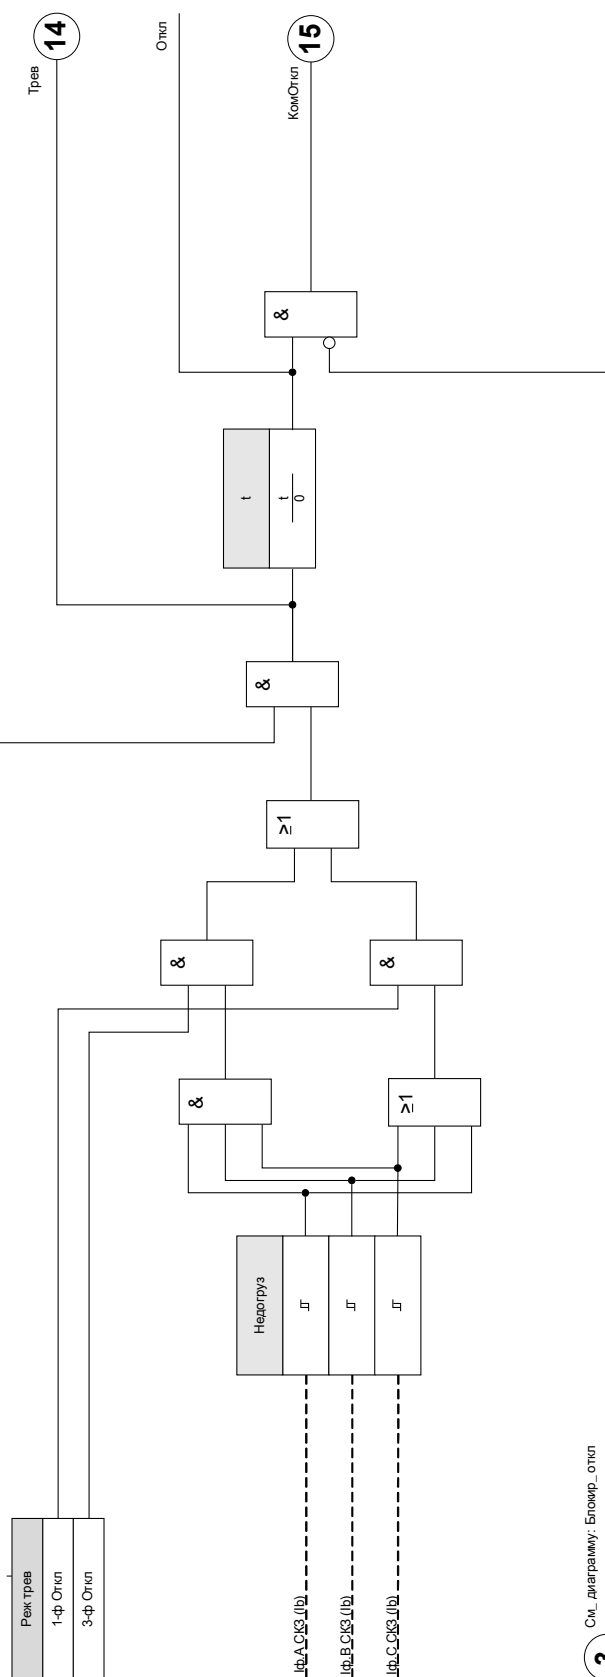 14
Трев
Откл
15
КомОткл
&
t
t
0
&
≥1
&
&
&
≥1
Недогруз
Реж трев
1-ф Откл
3-ф Откл
Iф.A СКЗ (Ib)
Iф.B СКЗ (Ib)
Iф.C СКЗ (Ib)
См_ диаграмму: Блокир_ откл